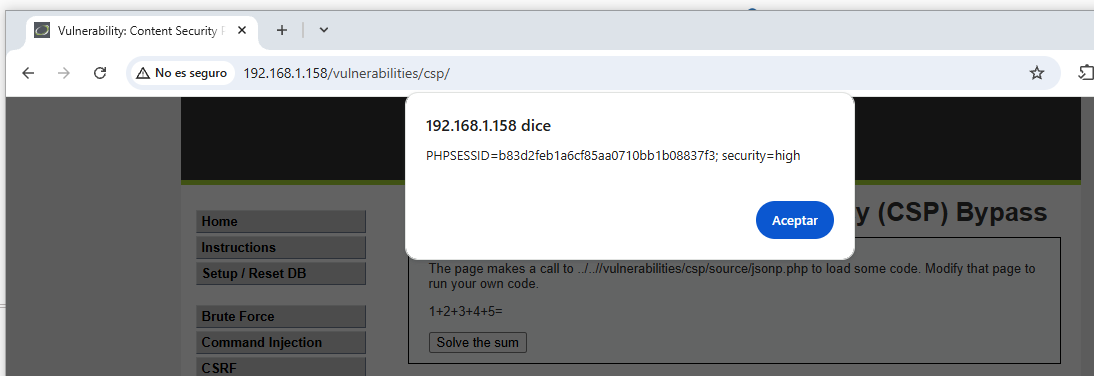 Vulnerability: Content Security
No es seguro
192.168.1.158/vulnerabilities/csp/
192.168.1.158 dice
PHPSESSID=b83d2feb1a6cf85aa0710bb1b08837f3; security=high
Aceptar
y (CSP) Bypass
Home
Instructions
Setup / Reset DB
Brute Force
Command Injection
CSRF
The page makes a call to ../..//vulnerabilities/csp/source/jsonp.php to load some code. Modify that page to
run your own code.
1+2+3+4+5=
Solve the sum